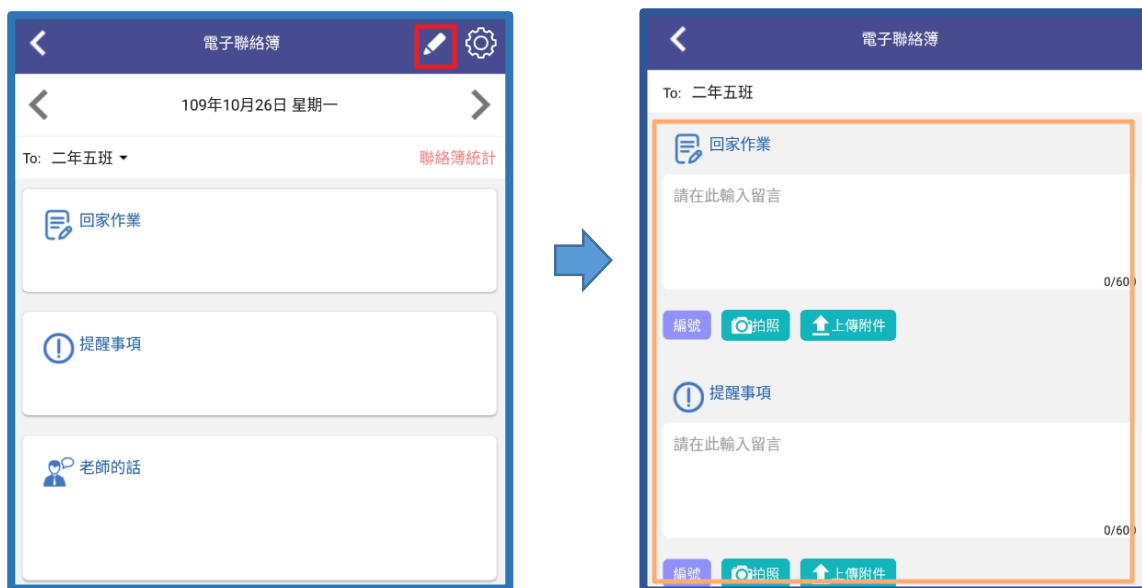 電子聯絡簿
109年10月26日 星期一
To: 二年五班
聯絡簿統計
回家作業
提醒事項
老師的話
電子聯絡簿
To: 二年五班
回家作業
請在此輸入留言
0/600
編號 拍照 上傳附件
提醒事項
請在此輸入留言
0/600
編號 拍照 上傳附件